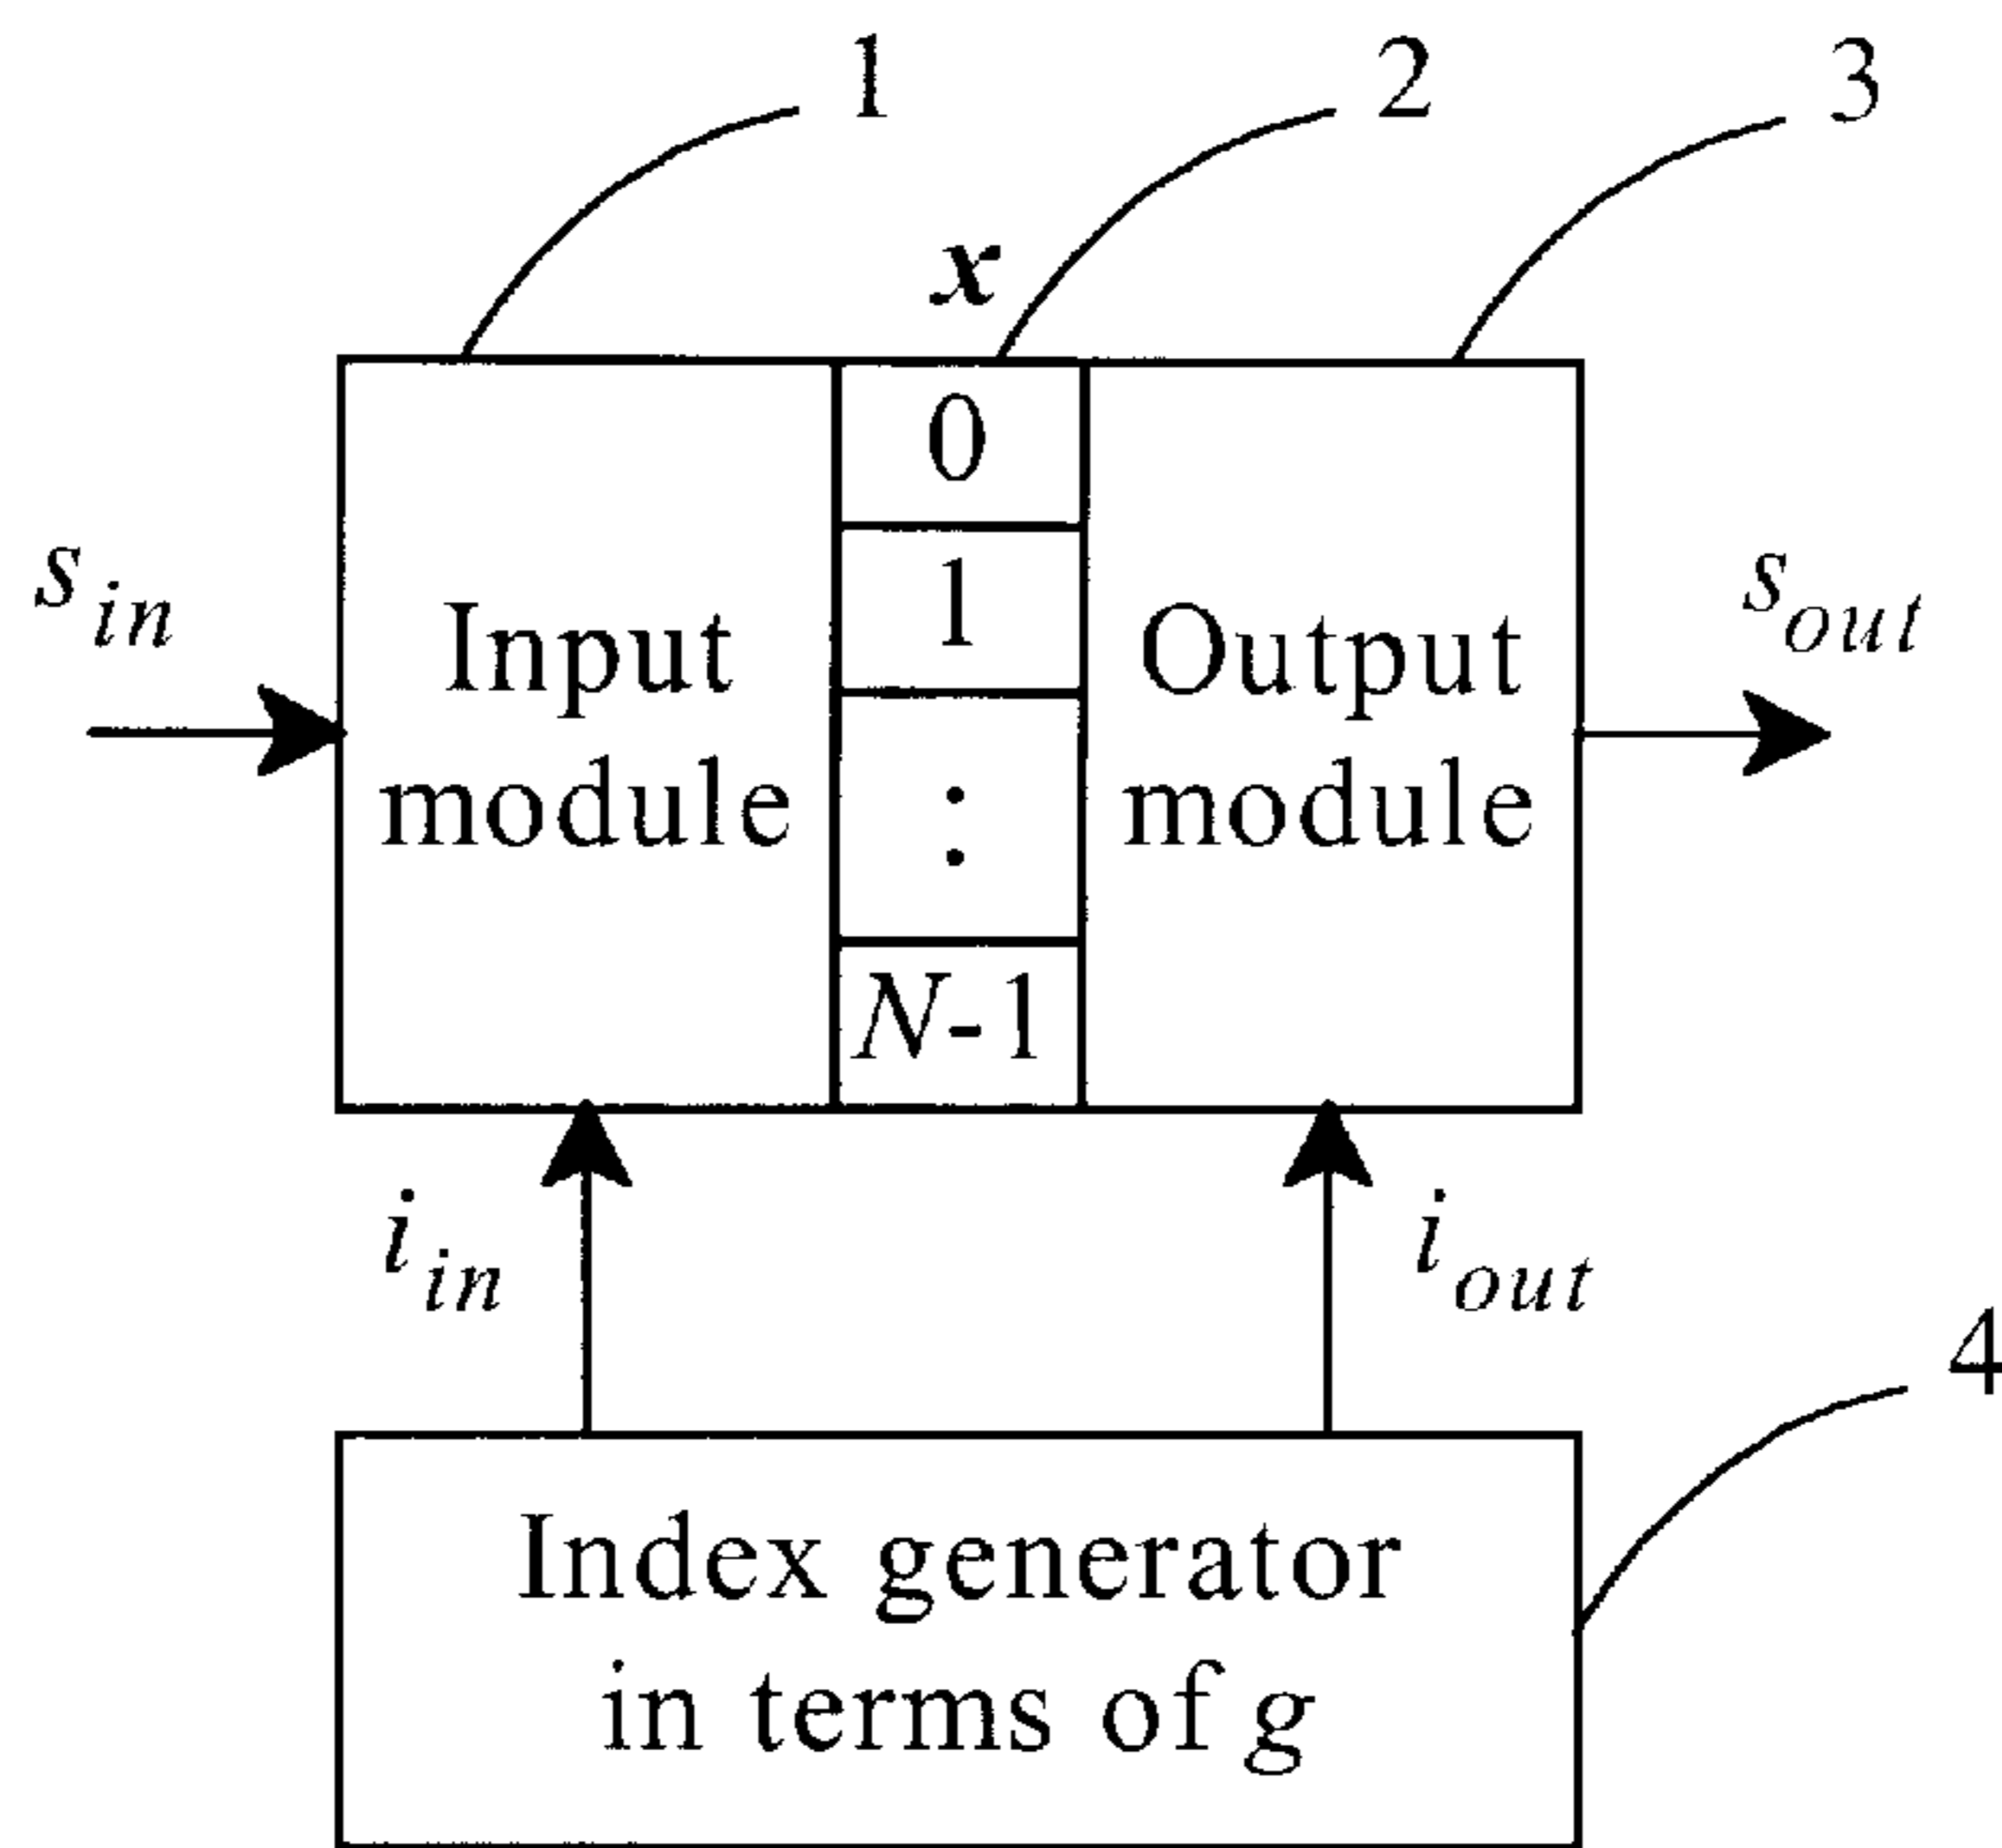 1 2 3
x
0
1
s_in
s_out
Input module
:
Output module
N-1
i_in
i_out
4
Index generator
in terms of g